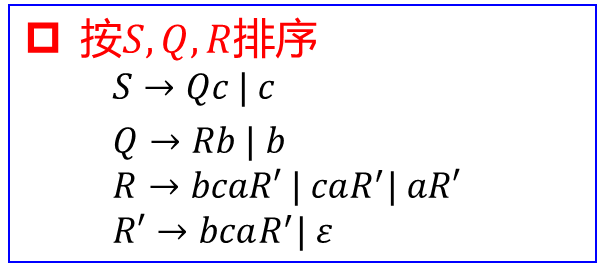 按S, Q, R排序
S → Qc | c
Q → Rb | b
R → bcaR′ | caR′ | aR′
R′ → bcaR′ | ε